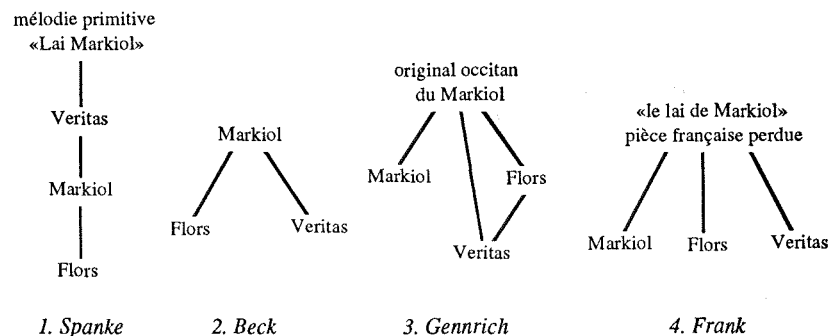 mélodie primitive
«Lai Markiol»
Veritas
Markiol
Flors
1. Spanke
Markiol
Flors
Veritas
2. Beck
original occitan
du Markiol
Markiol
Flors
Veritas
3. Gennrich
«le lai de Markiol»
pièce française perdue
Markiol
Flors
Veritas
4. Frank